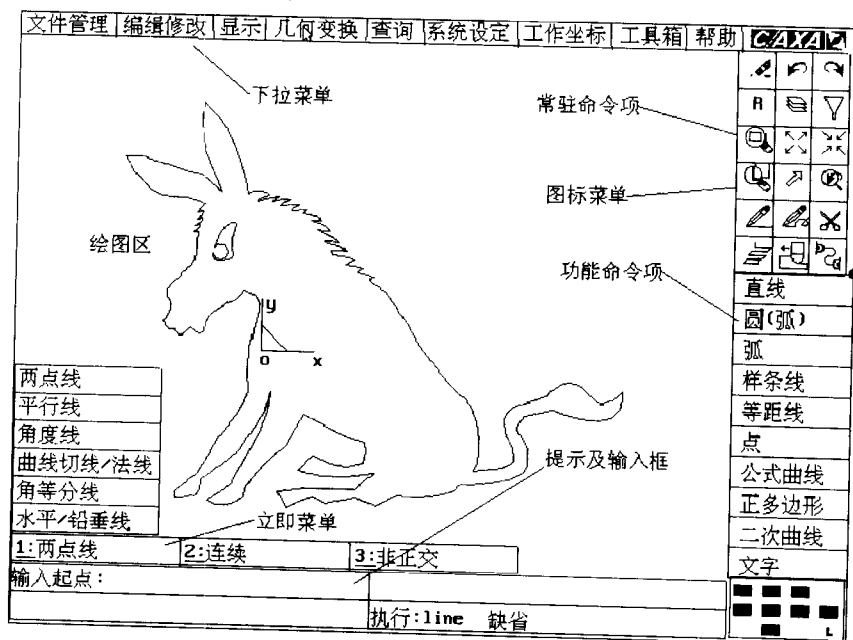 文件管理 编缉修改 显示 几何变换 查询 系统设定 工作坐标 工具箱 帮助 CAXA
下拉菜单
常驻命令项
R
图标菜单
绘图区
功能命令项
y
o x
直线
圆(弧)
弧
样条线
等距线
点
公式曲线
正多边形
二次曲线
文字
两点线
平行线
角度线
曲线切线/法线
角等分线
水平/铅垂线
提示及输入框
立即菜单
1:两点线 2:连续 3:非正交
输入起点:
执行:line 缺省
L